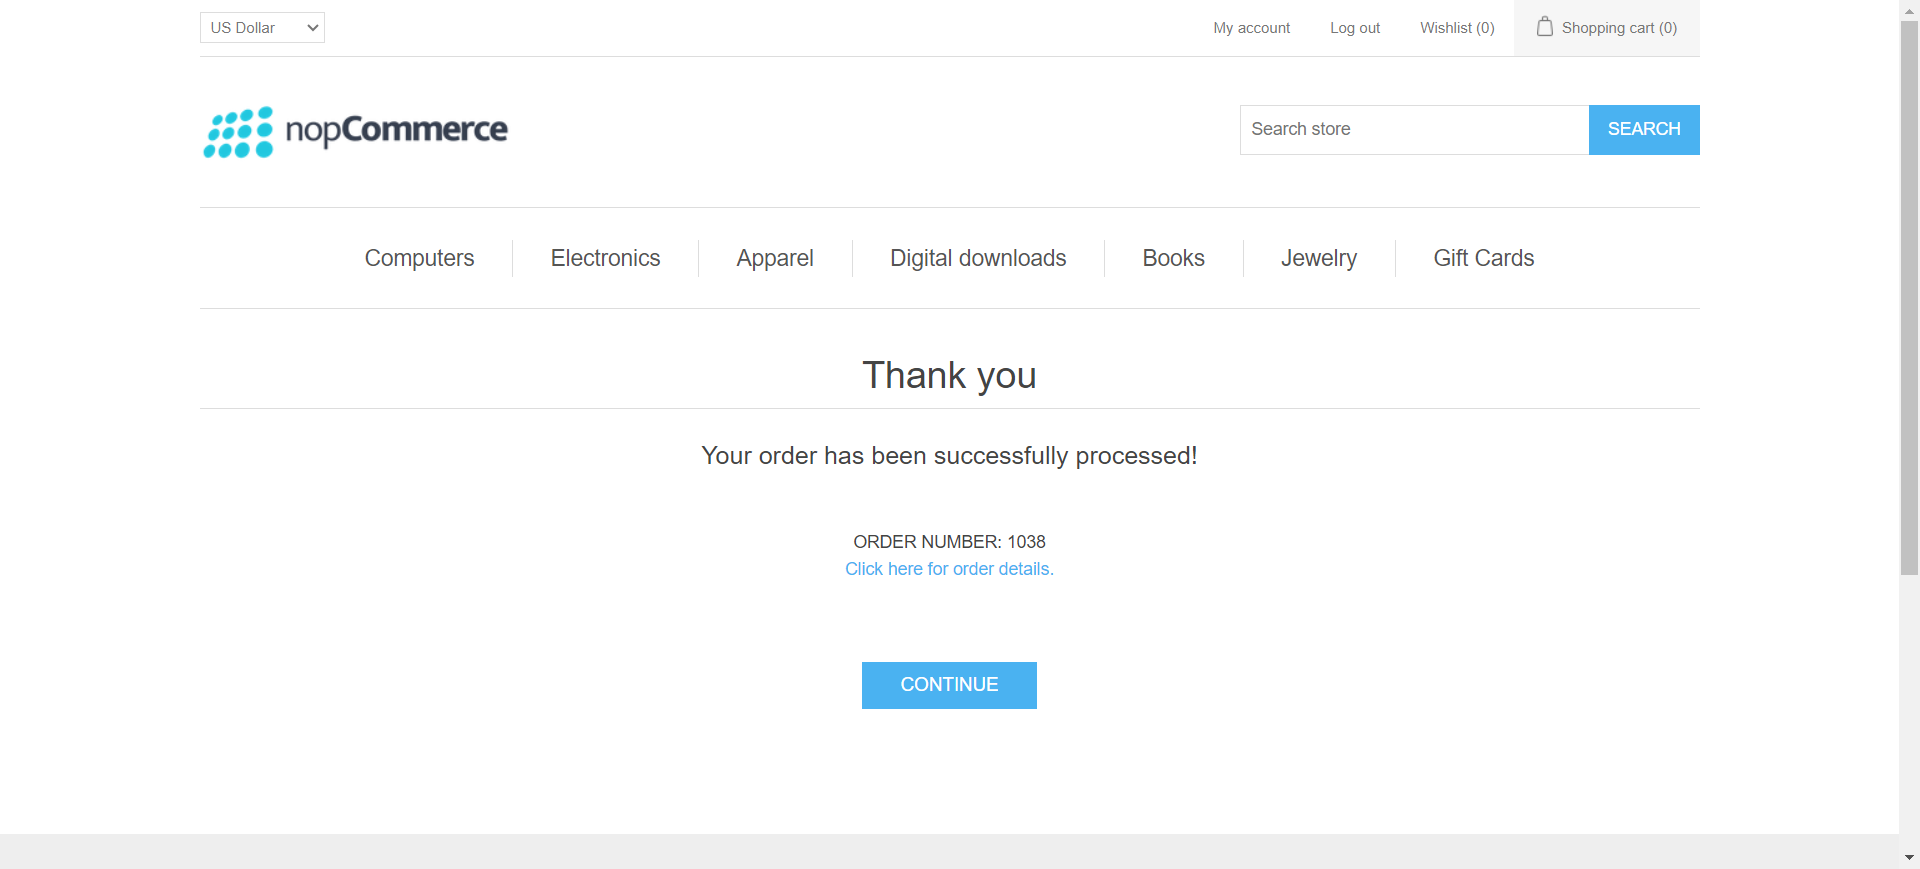 US Dollar
My account
Log out
Wishlist (0)
Shopping cart (0)
nopCommerce
Search store
SEARCH
Computers
Electronics
Apparel
Digital downloads
Books
Jewelry
Gift Cards
Thank you
Your order has been successfully processed!
ORDER NUMBER: 1038
Click here for order details.
CONTINUE